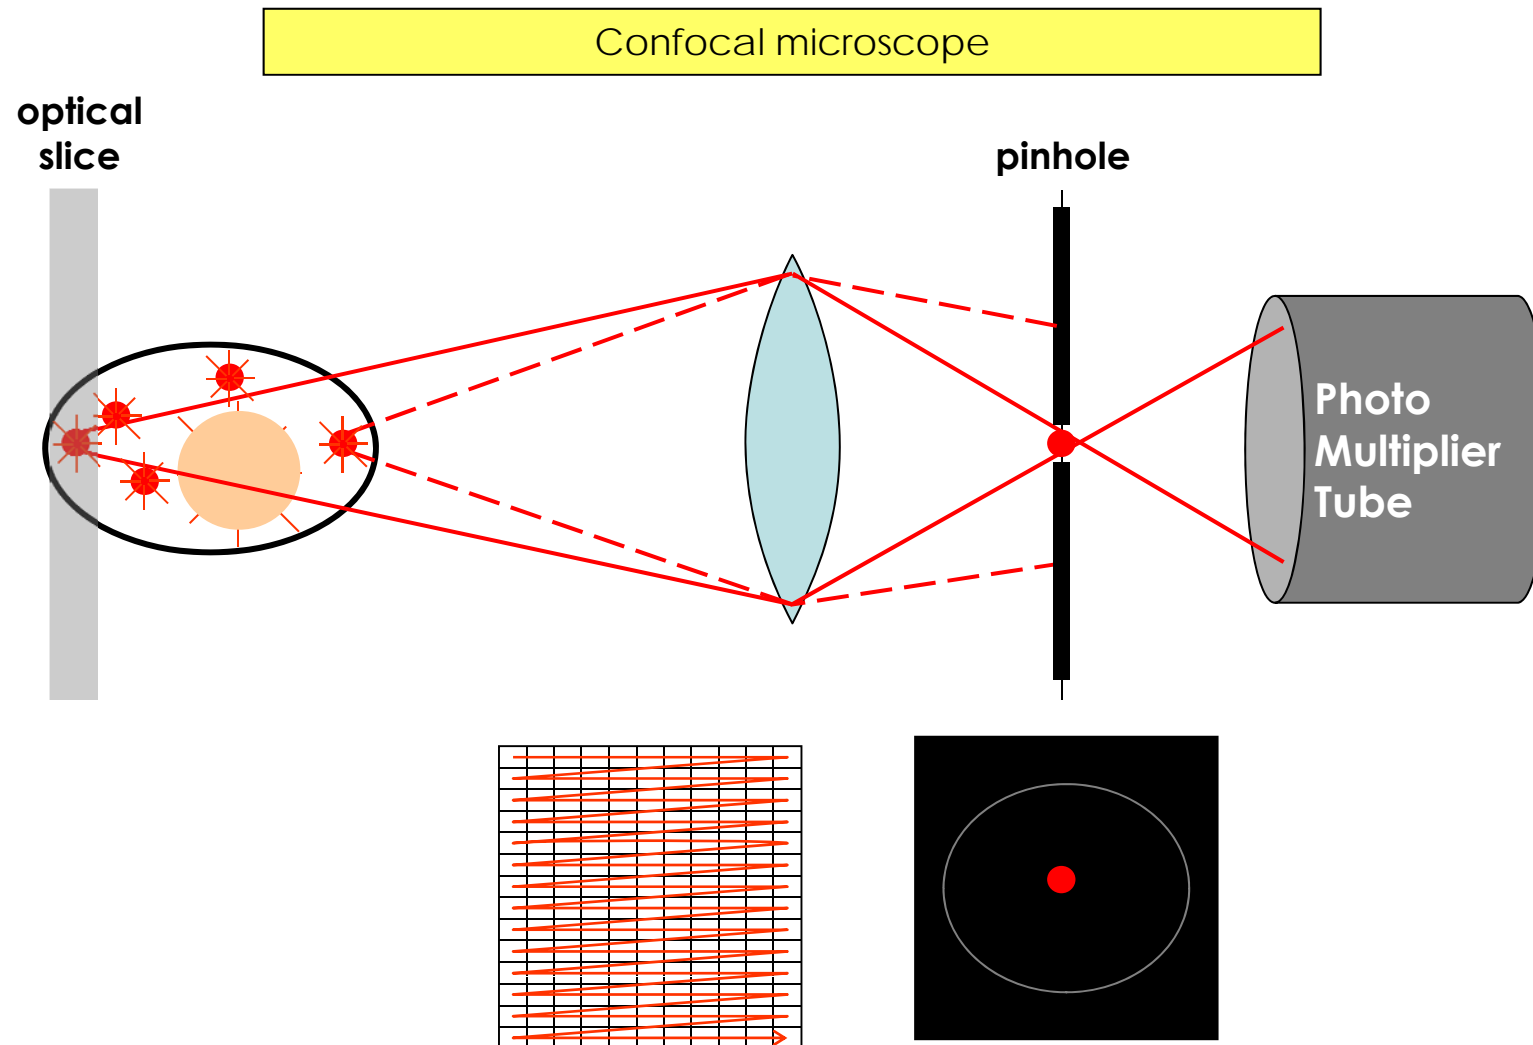 Confocal microscope
optical
slice
pinhole
Photo
Multiplier
Tube